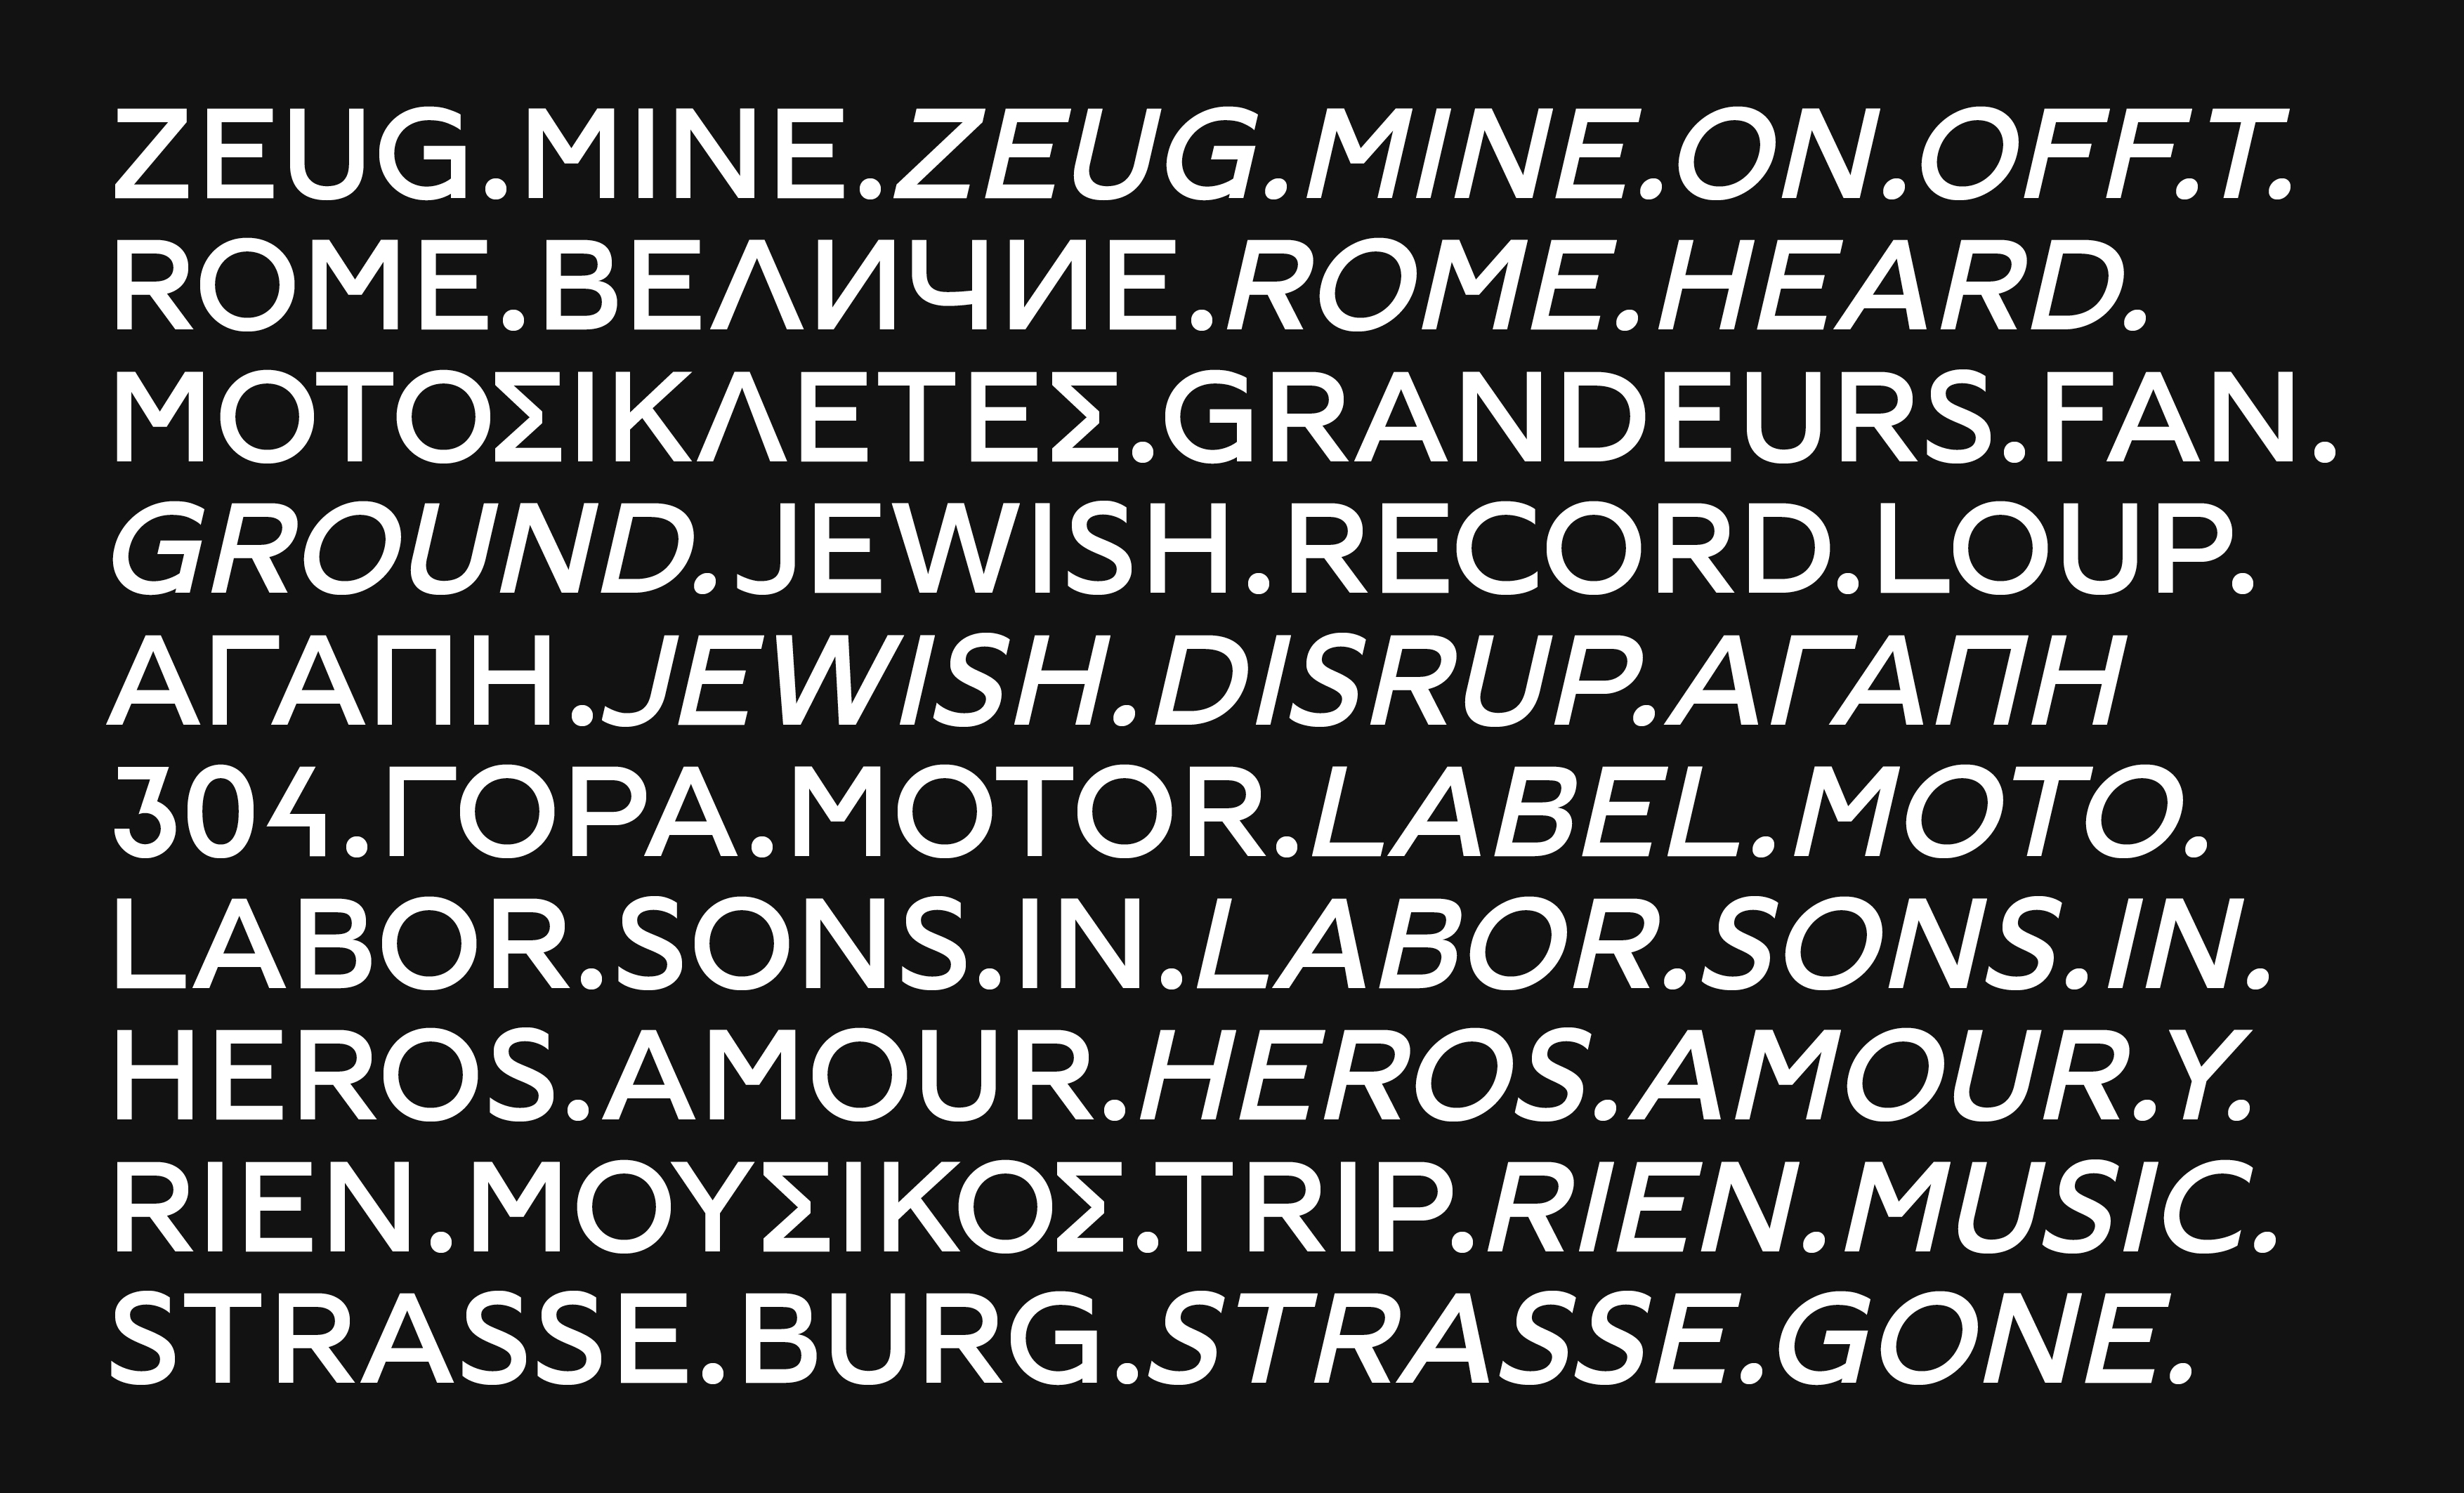 ZEUG.MINE.ZEUG.MINE.ON.OFF.T.
ROME.ВЕЛИЧИЕ.ROME.HEARD.
ΜΟΤΟΣΙΚΛΕΤΕΣ.GRANDEURS.FAN.
GROUND.JEWISH.RECORD.LOUP.
ΑΓΑΠΗ.JEWISH.DISRUP.ΑΓΑΠΗ
304.ГОРА.MOTOR.LABEL.MOTO.
LABOR.SONS.IN.LABOR.SONS.IN.
HEROS.AMOUR.HEROS.AMOUR.Y.
RIEN.ΜΟΥΣΙΚΟΣ.TRIP.RIEN.MUSIC.
STRASSE.BURG.STRASSE.GONE.